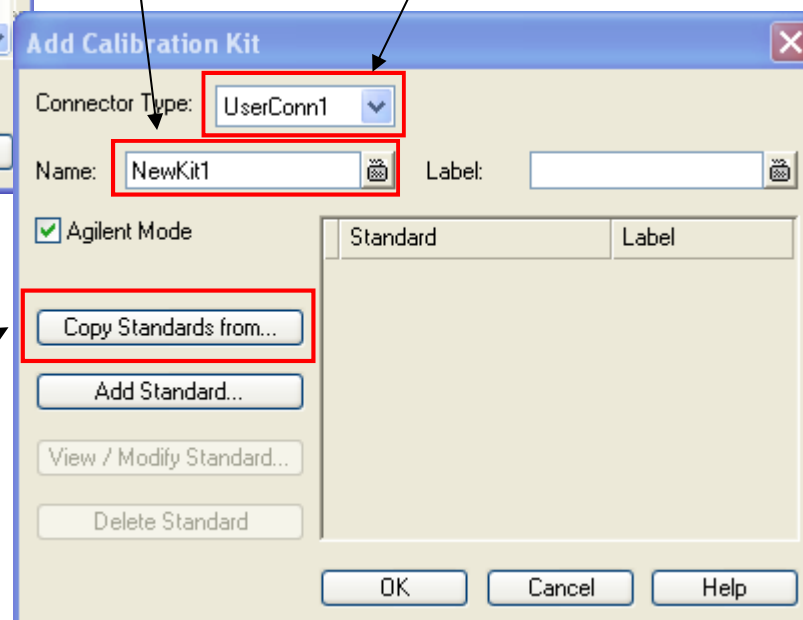 Add Calibration Kit
Connector Type: UserConn1
Name: NewKit1 Label:
Agilent Mode
Standard Label
Copy Standards from...
Add Standard...
View / Modify Standard...
Delete Standard
OK Cancel Help